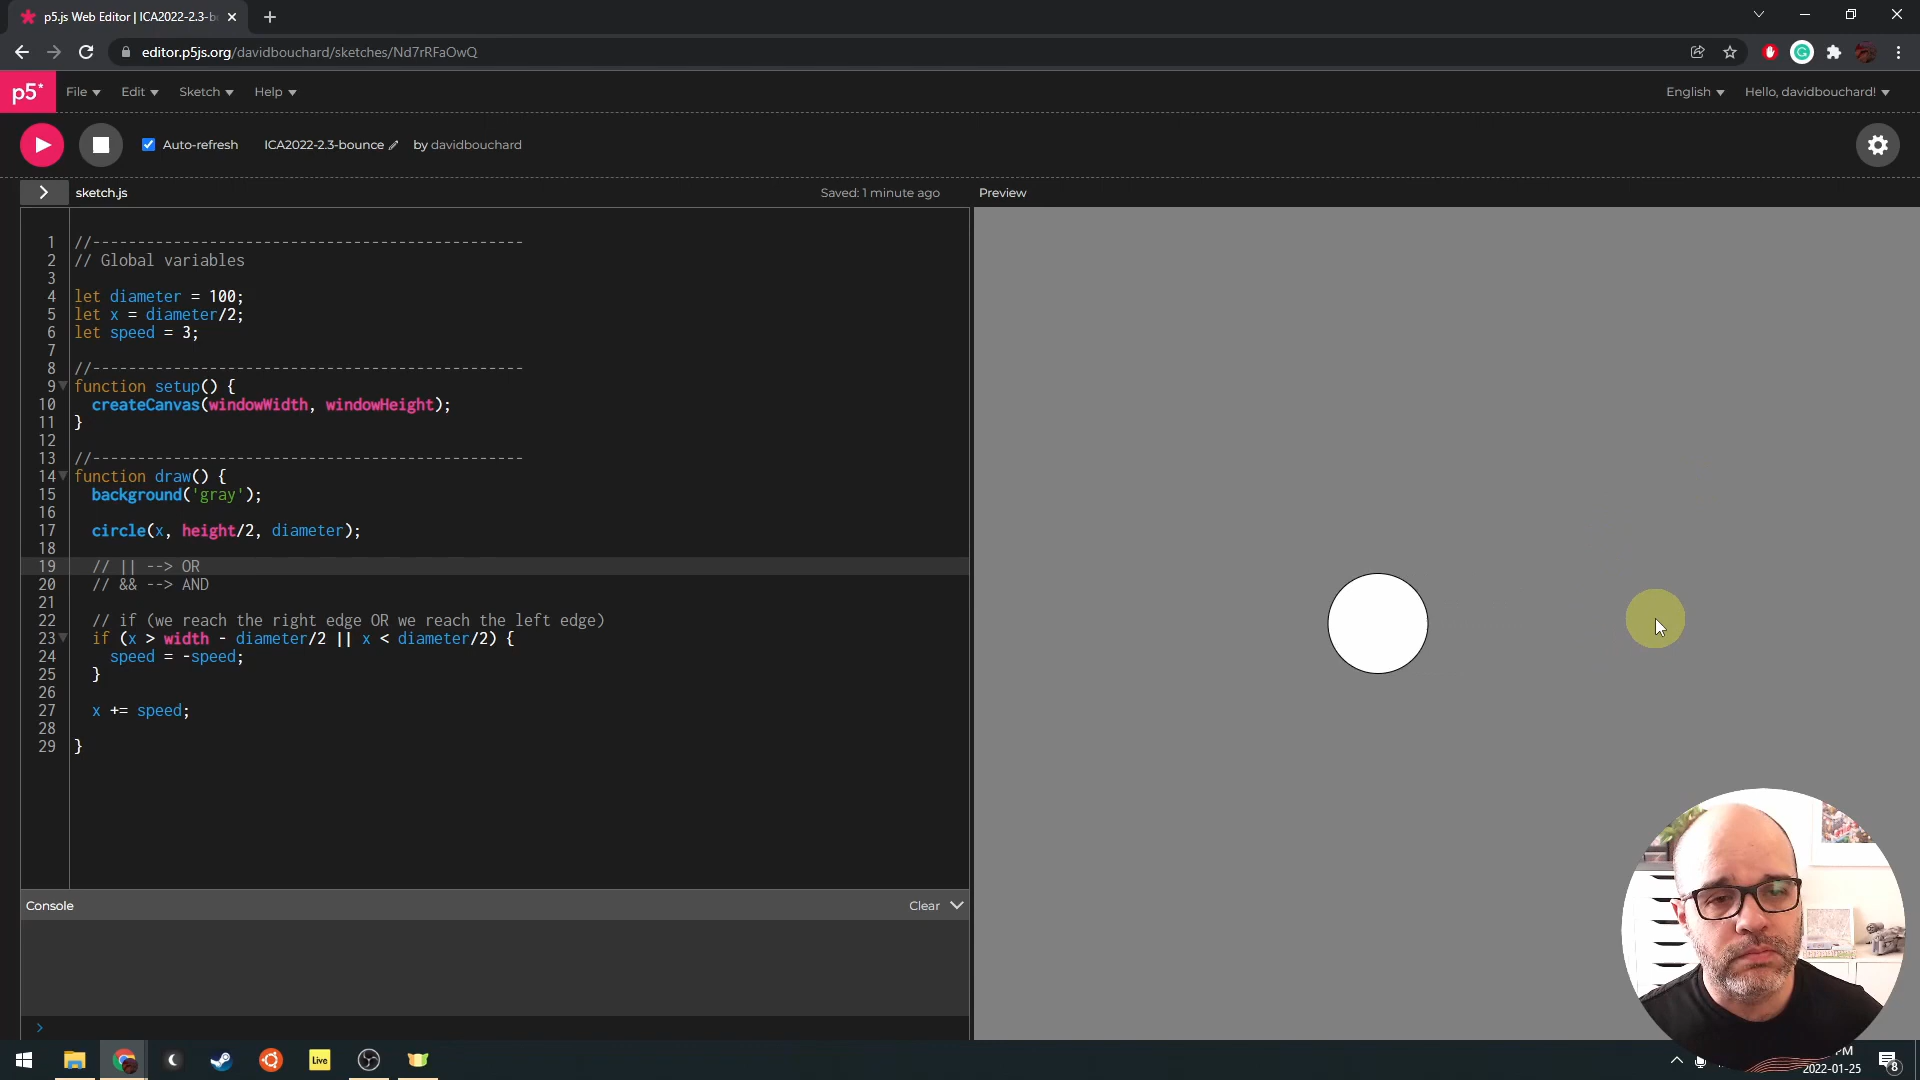 p5.js Web Editor | ICA2022-2.3-b
editor.p5js.org/davidbouchard/sketches/Nd7rRFaOwQ
p5* File Edit Sketch Help English Hello, davidbouchard!
Auto-refresh ICA2022-2.3-bounce by davidbouchard
sketch.js Saved: 1 minute ago Preview
1 //------------------------------------------------
2 // Global variables
3
4 let diameter = 100;
5 let x = diameter/2;
6 let speed = 3;
7
8 //------------------------------------------------
9 function setup() {
10 createCanvas(windowWidth, windowHeight);
11 }
12
13 //------------------------------------------------
14 function draw() {
15 background('gray');
16
17 circle(x, height/2, diameter);
18
19 // || --> OR
20 // && --> AND
21
22 // if (we reach the right edge OR we reach the left edge)
23 if (x > width - diameter/2 || x < diameter/2) {
24 speed = -speed;
25 }
26
27 x += speed;
28
29 }
Console Clear
>
Live
PM
2022-01-25
8